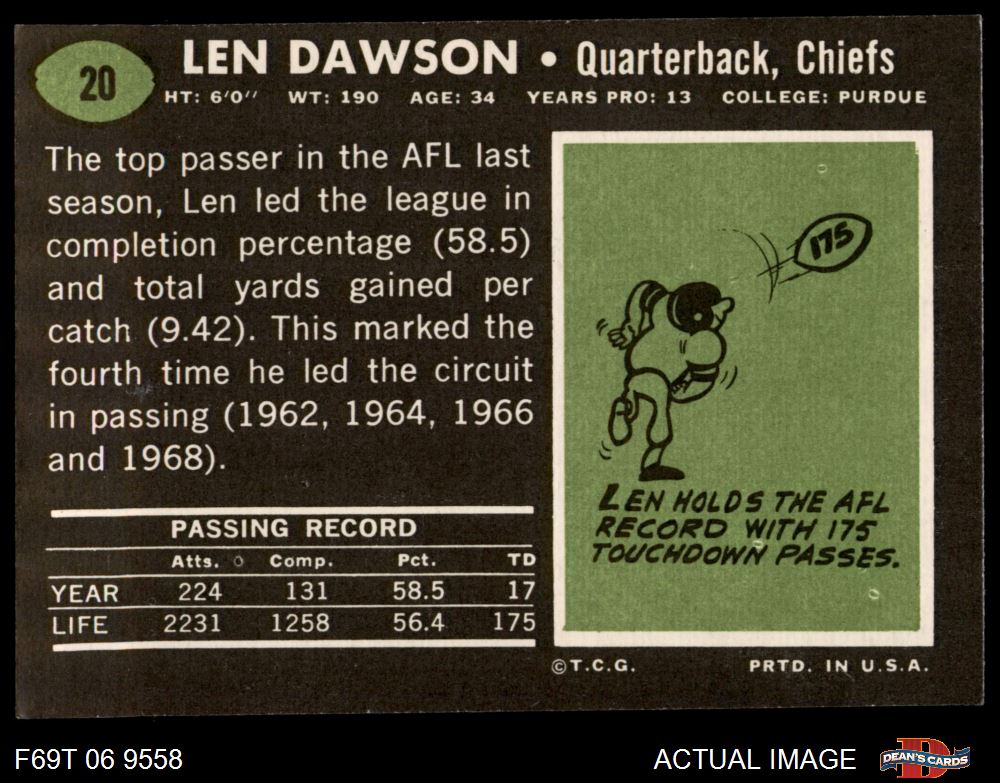 20
LEN DAWSON • Quarterback, Chiefs
HT: 6'0'' WT: 190 AGE: 34 YEARS PRO: 13 COLLEGE: PURDUE
The top passer in the AFL last
season, Len led the league in
completion percentage (58.5)
and total yards gained per
catch (9.42). This marked the
fourth time he led the circuit
in passing (1962, 1964, 1966
and 1968).
PASSING RECORD
Atts. Comp. Pct. TD
YEAR 224 131 58.5 17
LIFE 2231 1258 56.4 175
175
LEN HOLDS THE AFL
RECORD WITH 175
TOUCHDOWN PASSES.
©T.C.G. PRTD. IN U.S.A.
F69T 06 9558 ACTUAL IMAGE
DEAN'S CARDS